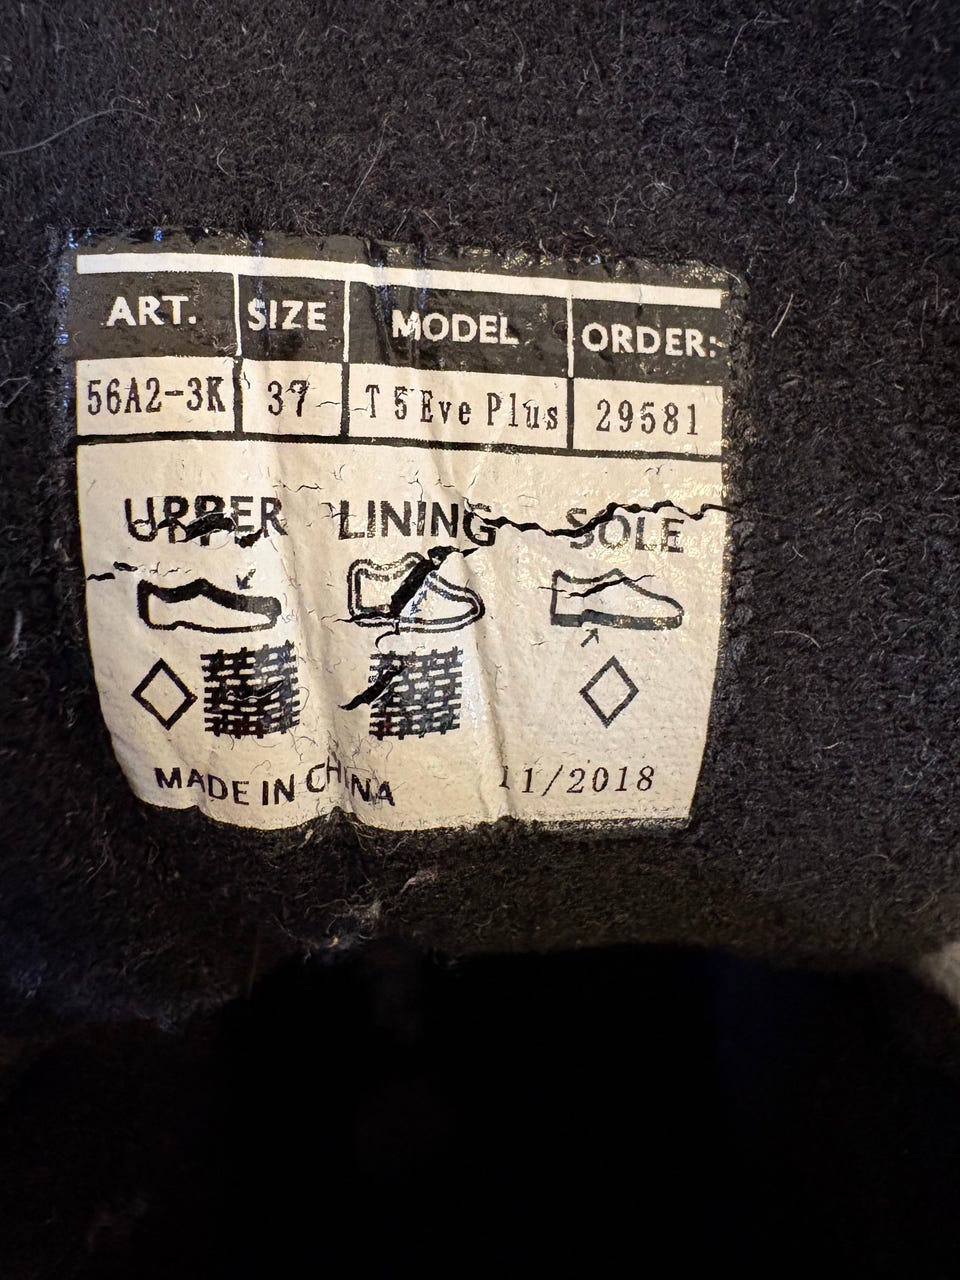 ART. SIZE MODEL ORDER:
56A2-3K 37 T 5 Eve Plus 29581
UPPER LINING SOLE
MADE IN CHINA 11/2018